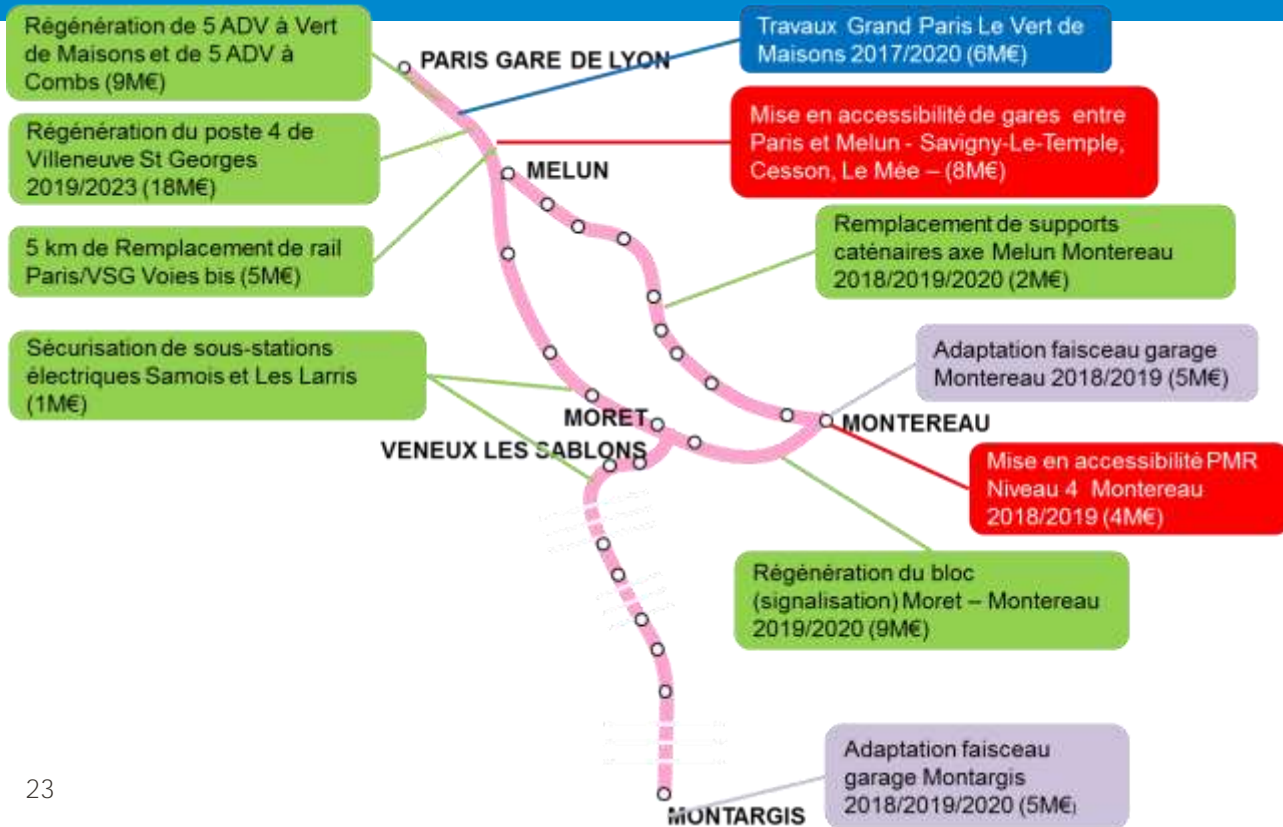 Régénération de 5 ADV à Vert
de Maisons et de 5 ADV à
Combs (9M€)
Travaux Grand Paris Le Vert de
Maisons 2017/2020 (6M€)
PARIS GARE DE LYON
Régénération du poste 4 de
Villeneuve St Georges
2019/2023 (18M€)
Mise en accessibilité de gares entre
Paris et Melun - Savigny-Le-Temple,
Cesson, Le Mée – (8M€)
MELUN
5 km de Remplacement de rail
Paris/VSG Voies bis (5M€)
Remplacement de supports
caténaires axe Melun Montereau
2018/2019/2020 (2M€)
Sécurisation de sous-stations
électriques Samois et Les Larris
(1M€)
Adaptation faisceau garage
Montereau 2018/2019 (5M€)
MORET
MONTEREAU
VENEUX LES SABLONS
Mise en accessibilité PMR
Niveau 4 Montereau
2018/2019 (4M€)
Régénération du bloc
(signalisation) Moret – Montereau
2019/2020 (9M€)
Adaptation faisceau
garage Montargis
2018/2019/2020 (5M€)
MONTARGIS
23